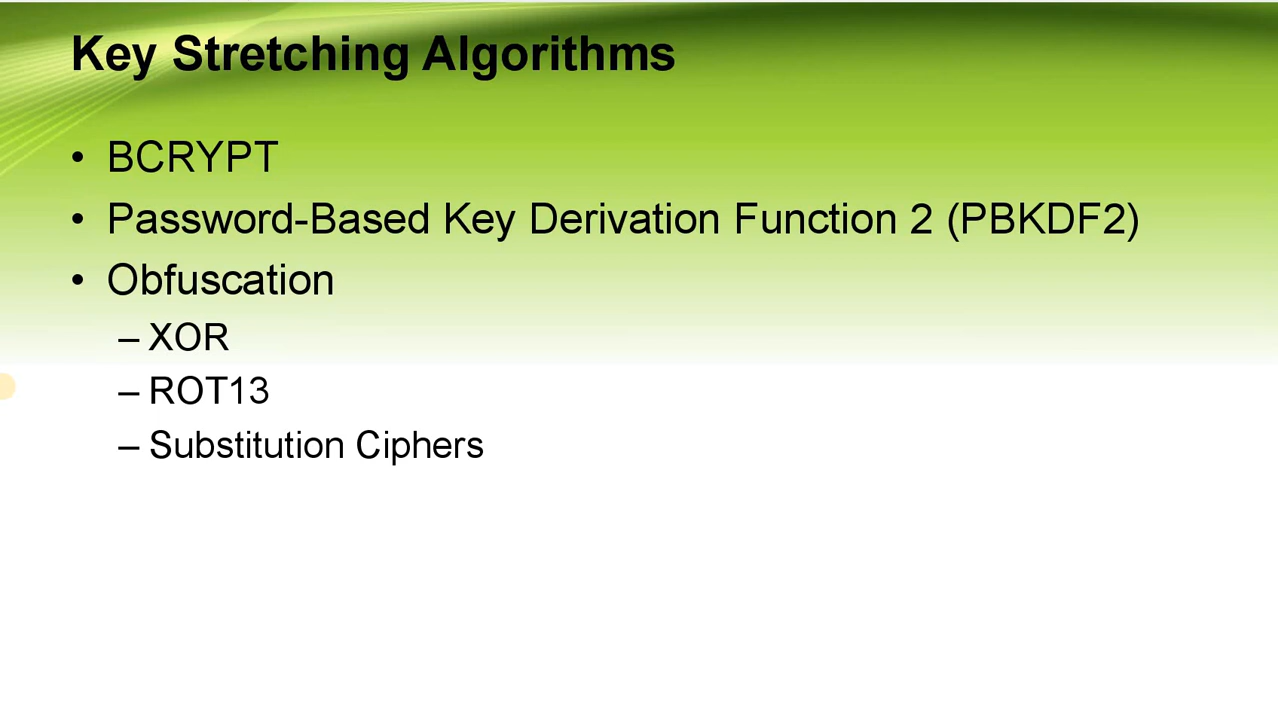 Key Stretching Algorithms
• BCRYPT
• Password-Based Key Derivation Function 2 (PBKDF2)
• Obfuscation
– XOR
– ROT13
– Substitution Ciphers